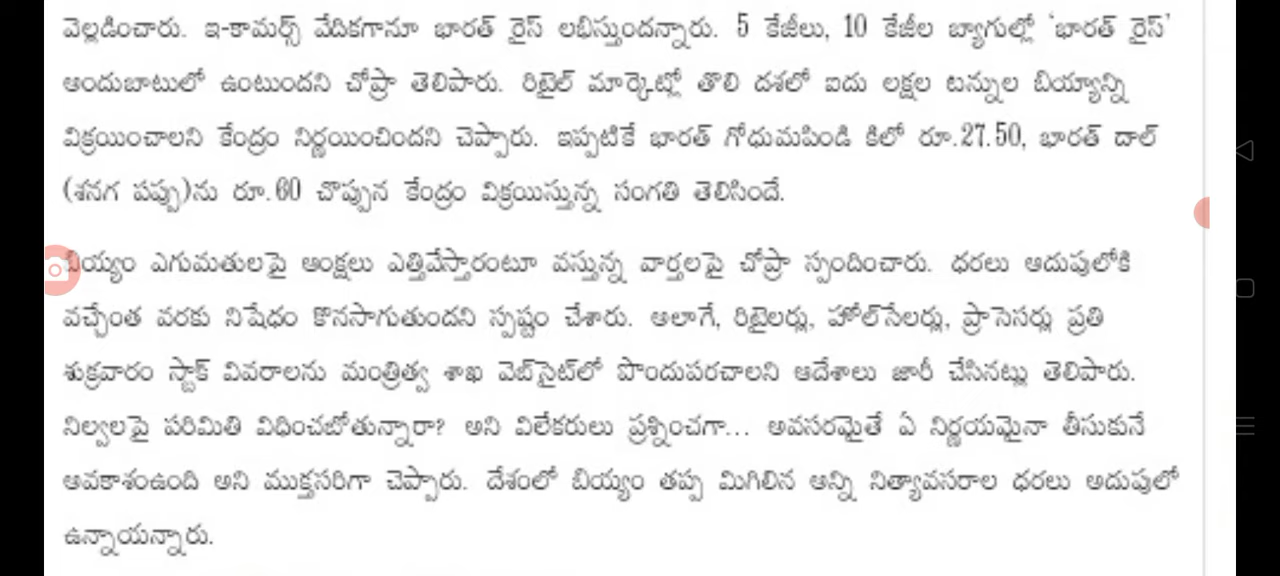 వెల్లడించారు. ఇ-కామర్స్ వేదికగానూ భారత్ రైస్ లభిస్తుందన్నారు. 5 కేజీలు, 10 కేజీల బ్యాగుల్లో 'భారత్ రైస్'
అందుబాటులో ఉంటుందని చోప్రా తెలిపారు. రిటైల్ మార్కెట్లో తొలి దశలో ఐదు లక్షల టన్నుల బియ్యాన్ని
విక్రయించాలని కేంద్రం నిర్ణయించిందని చెప్పారు. ఇప్పటికే భారత్ గోధుమపిండి కిలో రూ.27.50, భారత్ దాల్
(శనగ పప్పు)ను రూ.60 చొప్పున కేంద్రం విక్రయిస్తున్న సంగతి తెలిసిందే.
బియ్యం ఎగుమతులపై ఆంక్షలు ఎత్తివేస్తారంటూ వస్తున్న వార్తలపై చోప్రా స్పందించారు. ధరలు ఆదుపులోకి
వచ్చేంత వరకు నిషేధం కొనసాగుతుందని స్పష్టం చేశారు. అలాగే, రిటైలర్లు, హోల్‌సేలర్లు, ప్రాసెసర్లు ప్రతి
శుక్రవారం స్టాక్ వివరాలను మంత్రిత్వ శాఖ వెబ్‌సైట్‌లో పొందుపరచాలని ఆదేశాలు జారీ చేసినట్లు తెలిపారు.
నిల్వలపై పరిమితి విధించబోతున్నారా? అని విలేకరులు ప్రశ్నించగా... అవసరమైతే ఏ నిర్ణయమైనా తీసుకునే
అవకాశంఉంది అని ముక్తసరిగా చెప్పారు. దేశంలో బియ్యం తప్ప మిగిలిన అన్ని నిత్యావసరాల ధరలు అదుపులో
ఉన్నాయన్నారు.